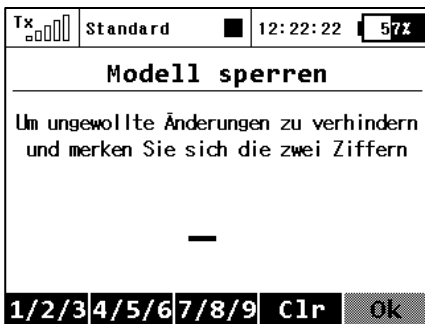 Tx Standard 12:22:22 57%
Modell sperren
Um ungewollte Änderungen zu verhindern
und merken Sie sich die zwei Ziffern
1/2/3 4/5/6 7/8/9 Clr Ok